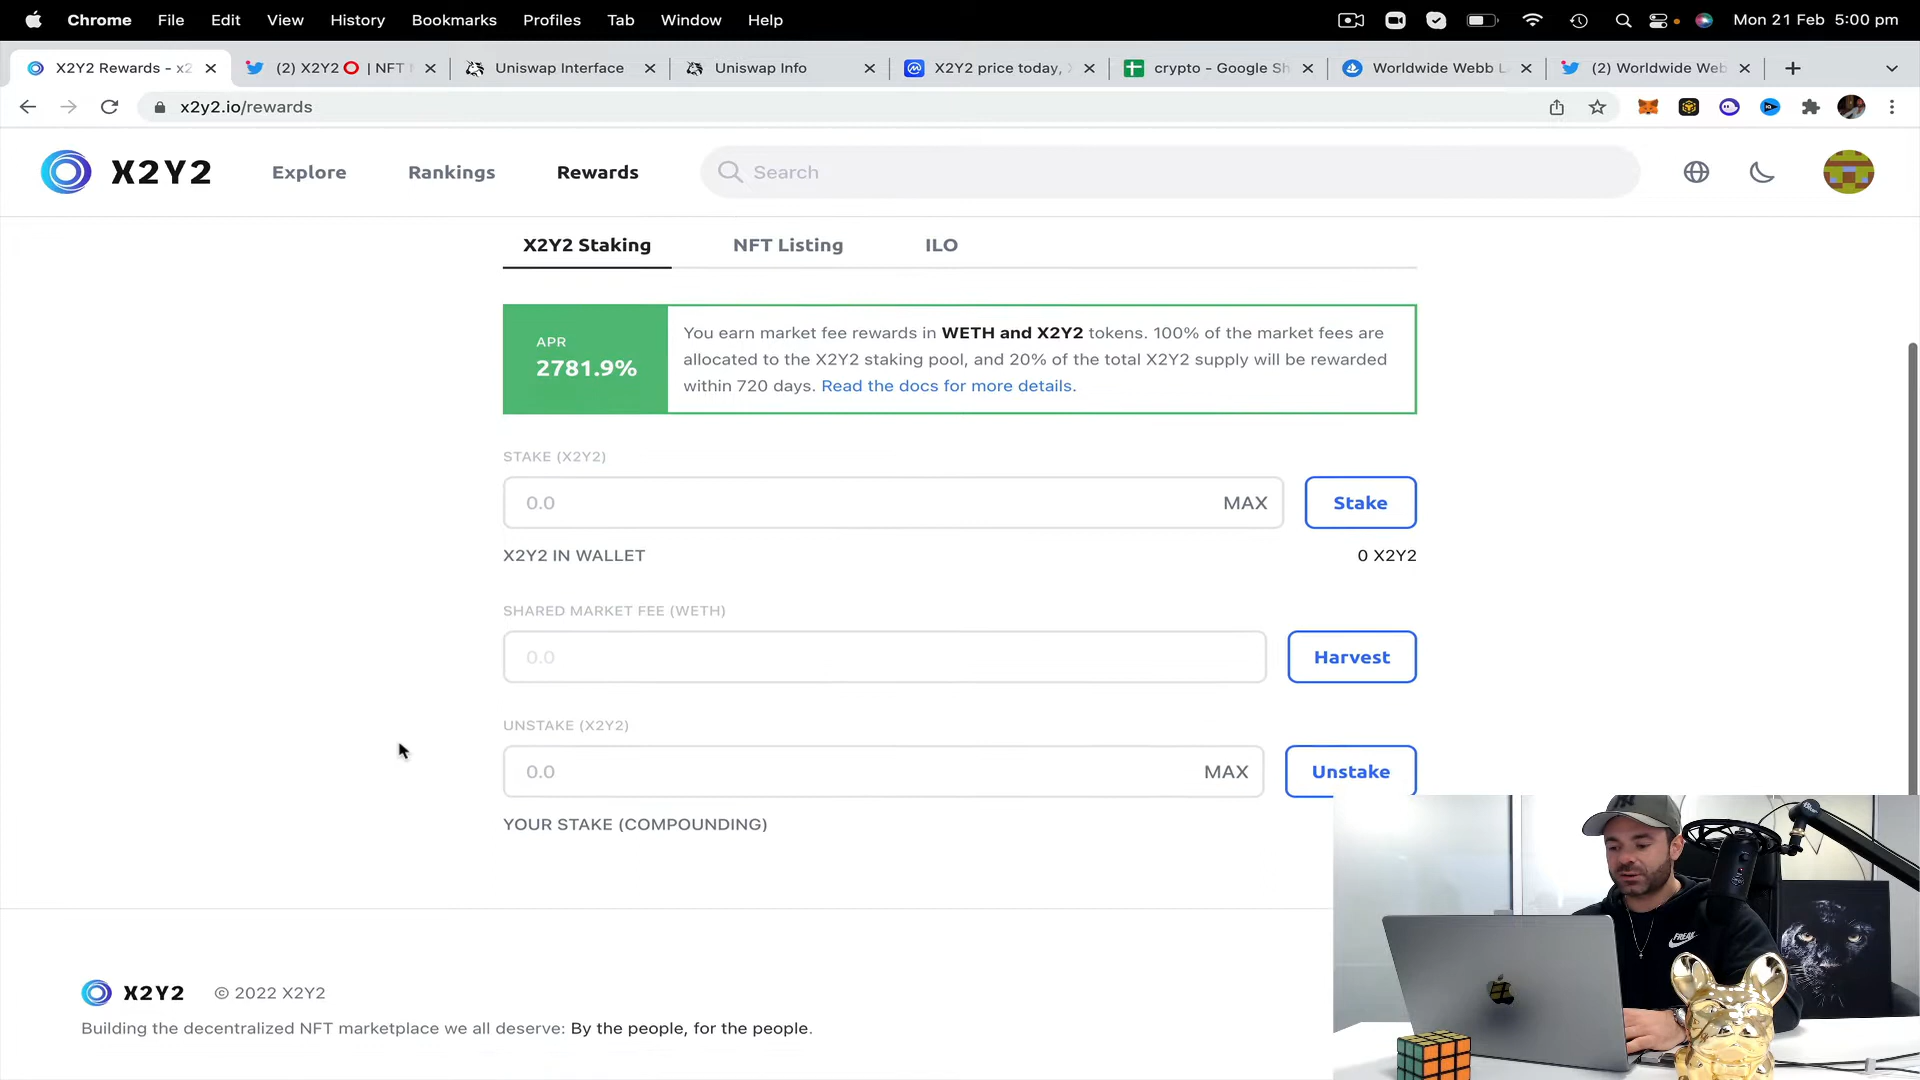 Chrome File Edit View History Bookmarks Profiles Tab Window Help Mon 21 Feb 5:00 pm
X2Y2 Rewards - x2 (2) X2Y2 | NFT Uniswap Interface Uniswap Info X2Y2 price today, crypto - Google Sh Worldwide Webb L (2) Worldwide Web
x2y2.io/rewards
X2Y2 Explore Rankings Rewards Search
X2Y2 Staking NFT Listing ILO
APR
2781.9%
You earn market fee rewards in WETH and X2Y2 tokens. 100% of the market fees are
allocated to the X2Y2 staking pool, and 20% of the total X2Y2 supply will be rewarded
within 720 days. Read the docs for more details.
STAKE (X2Y2)
0.0 MAX Stake
X2Y2 IN WALLET 0 X2Y2
SHARED MARKET FEE (WETH)
0.0 Harvest
UNSTAKE (X2Y2)
0.0 MAX Unstake
YOUR STAKE (COMPOUNDING)
X2Y2 © 2022 X2Y2
Building the decentralized NFT marketplace we all deserve: By the people, for the people.
FREAK